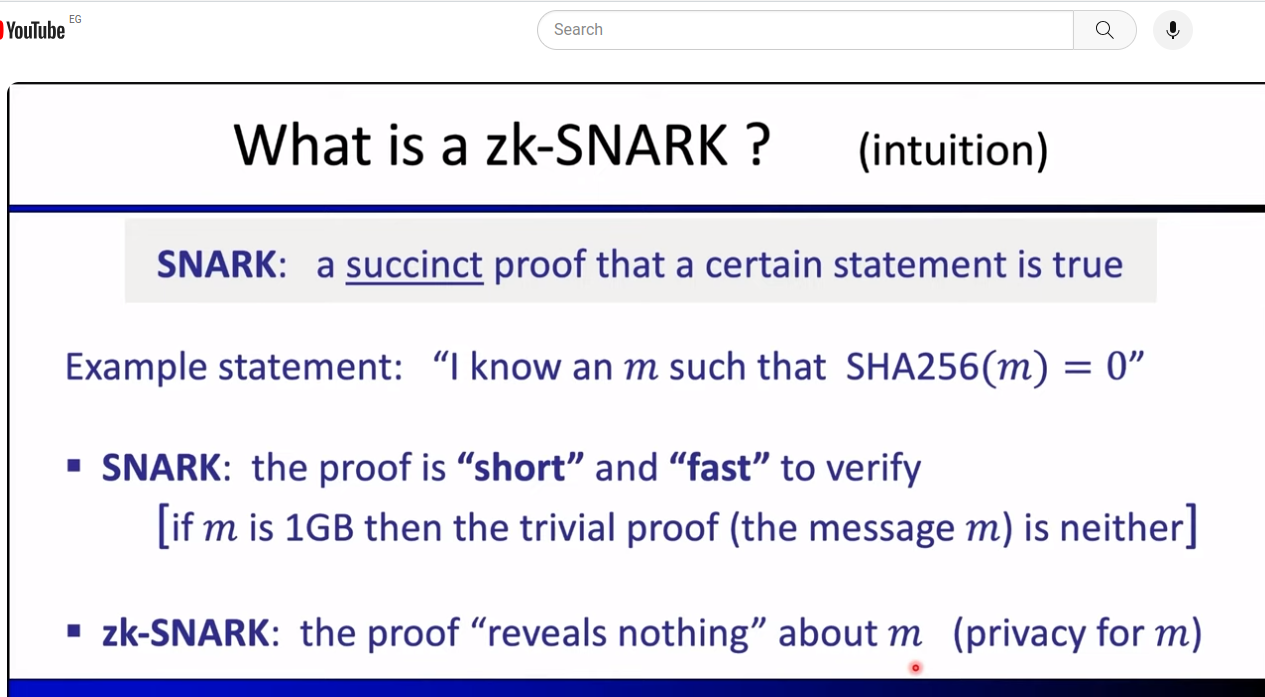 YouTube EG
Search
What is a zk-SNARK ? (intuition)
SNARK: a succinct proof that a certain statement is true
Example statement: “I know an m such that SHA256(m) = 0”
▪ SNARK: the proof is “short” and “fast” to verify
[if m is 1GB then the trivial proof (the message m) is neither]
▪ zk-SNARK: the proof “reveals nothing” about m (privacy for m)